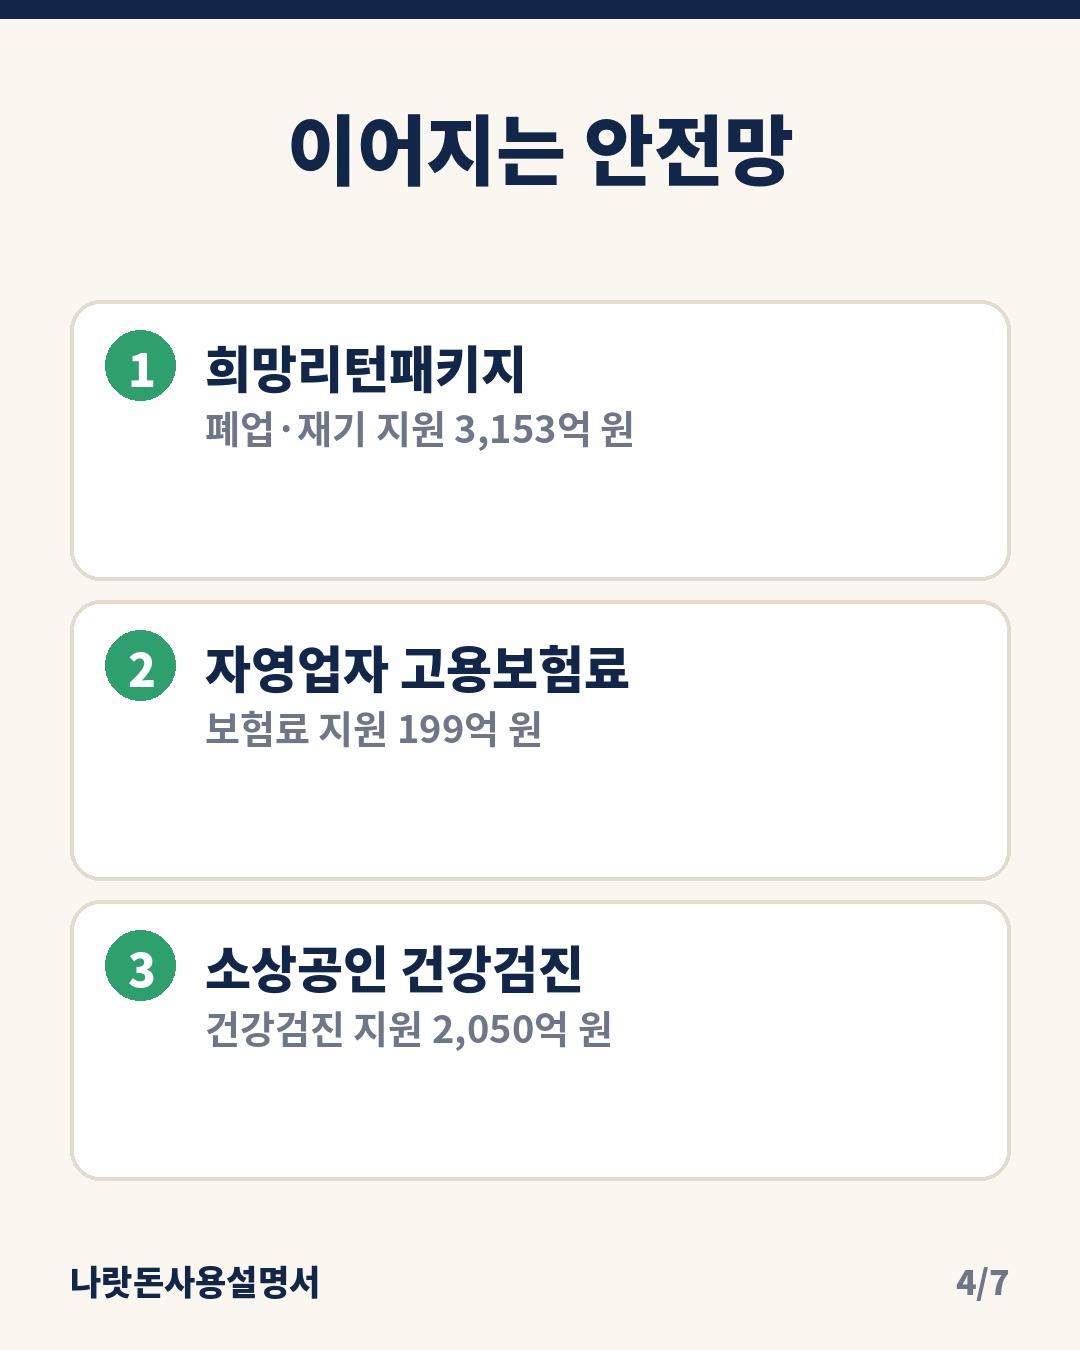 이어지는 안전망
1 희망리턴패키지
폐업·재기 지원 3,153억 원
2 자영업자 고용보험료
보험료 지원 199억 원
3 소상공인 건강검진
건강검진 지원 2,050억 원
나랏돈사용설명서
4/7